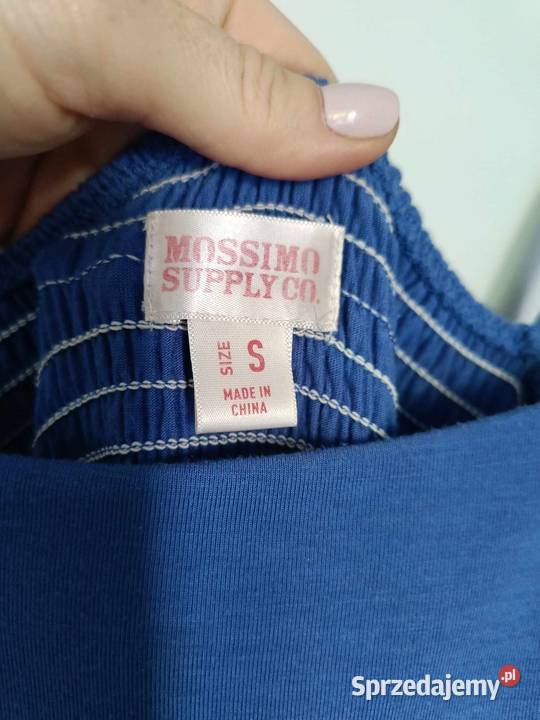 MOSSIMO
SUPPLY CO.
SIZE S
MADE IN
CHINA
Sprzedajemy.pl